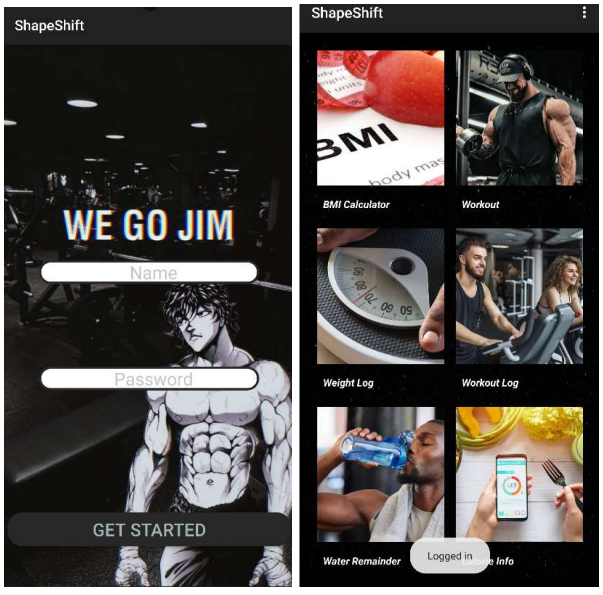 ShapeShift
WE GO JIM
Name
Password
GET STARTED
ShapeShift
BMI
body mas
BMI Calculator
Workout
Weight Log
Workout Log
Water Remainder
Logged in
e Info